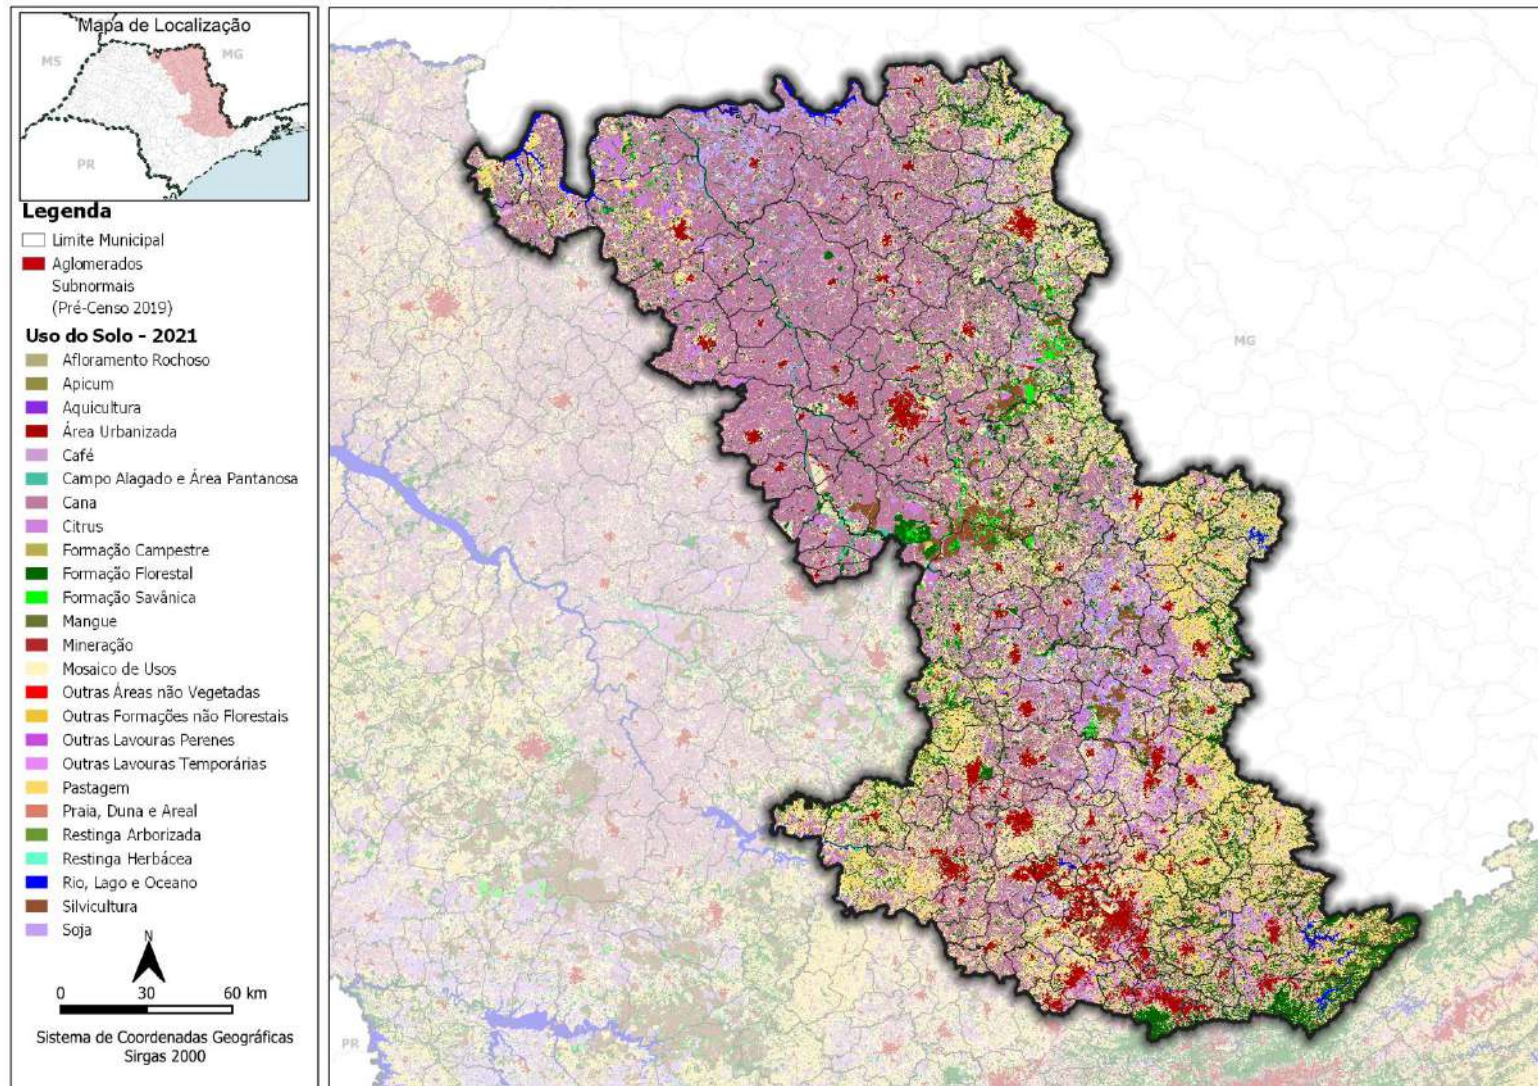 Mapa de Localização
MS
MG
PR
Legenda
Limite Municipal
Aglomerados
Subnormais
(Pré-Censo 2019)
Uso do Solo - 2021
Afloramento Rochoso
Apicum
Aquicultura
Área Urbanizada
Café
Campo Alagado e Área Pantanosa
Cana
Citrus
Formação Campestre
Formação Florestal
Formação Savânica
Mangue
Mineração
Mosaico de Usos
Outras Áreas não Vegetadas
Outras Formações não Florestais
Outras Lavouras Perenes
Outras Lavouras Temporárias
Pastagem
Praia, Duna e Areal
Restinga Arborizada
Restinga Herbácea
Rio, Lago e Oceano
Silvicultura
Soja
N
0 30 60 km
Sistema de Coordenadas Geográficas
Sirgas 2000
MG
PR